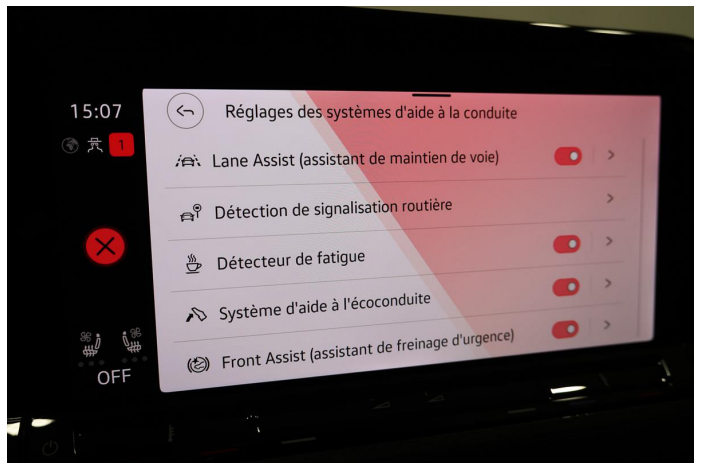 15:07
1
Réglages des systèmes d'aide à la conduite
Lane Assist (assistant de maintien de voie)
Détection de signalisation routière
Détecteur de fatigue
Système d'aide à l'écoconduite
Front Assist (assistant de freinage d'urgence)
OFF